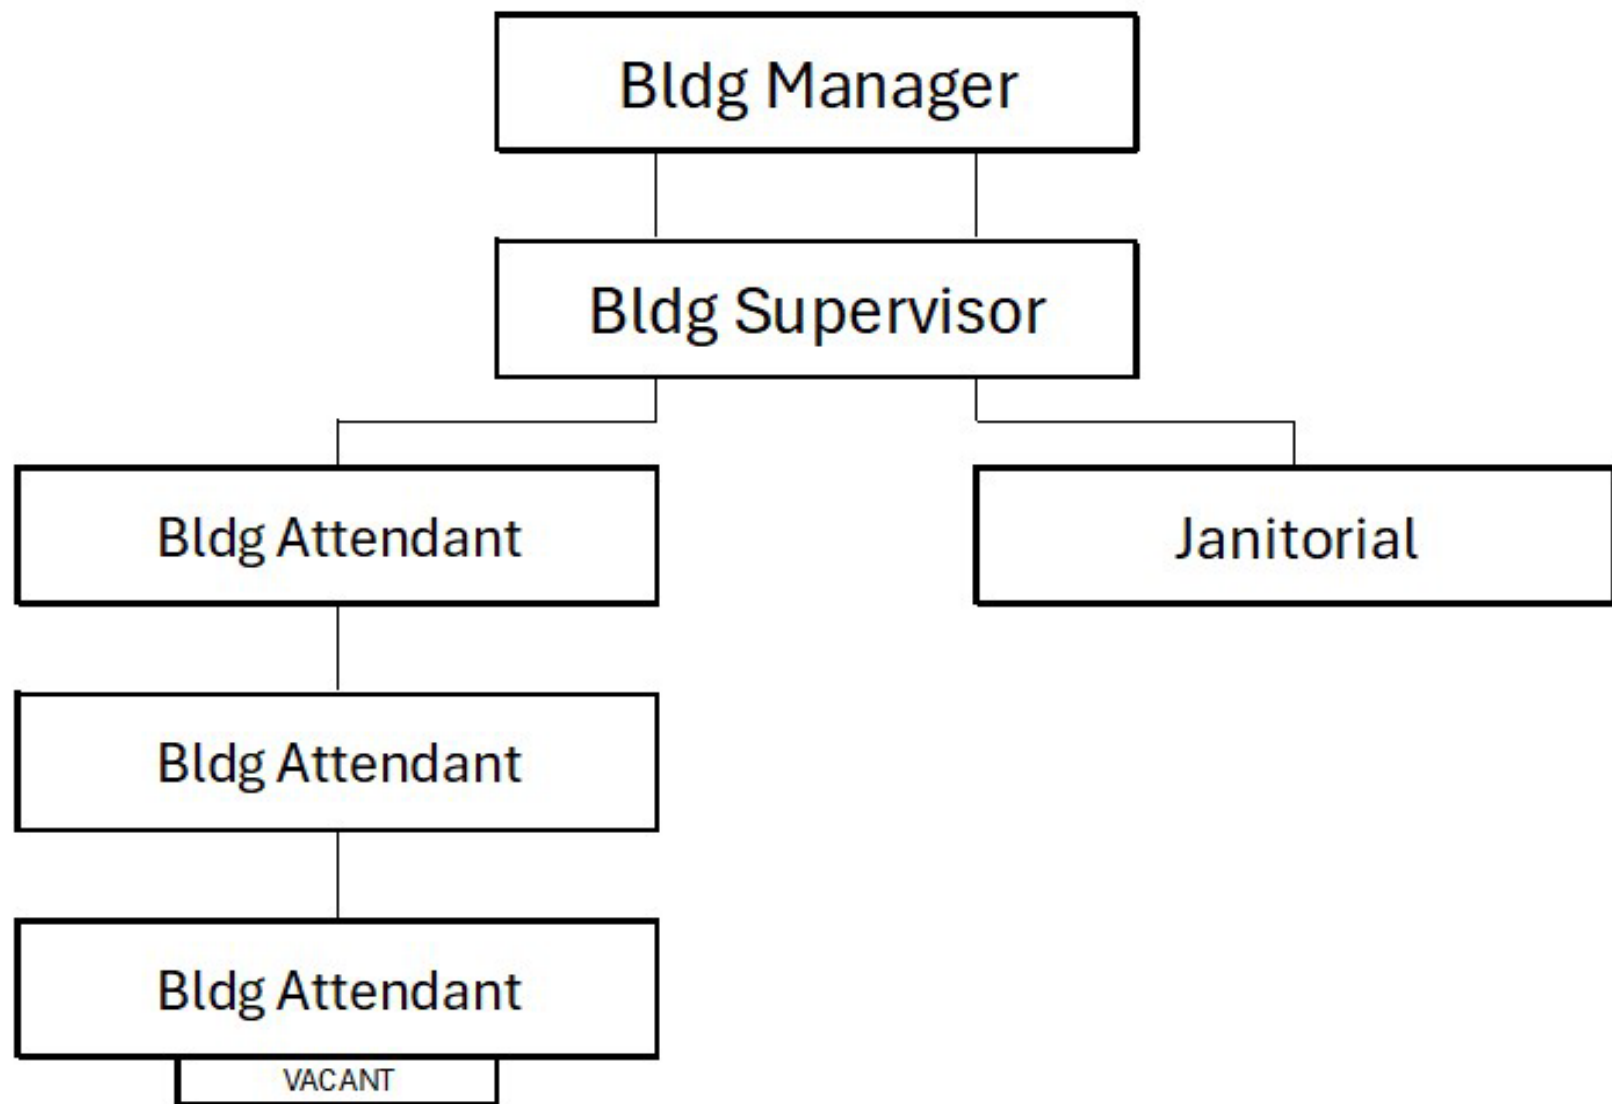 Bldg Manager
Bldg Supervisor
Bldg Attendant
Janitorial
Bldg Attendant
Bldg Attendant
VACANT